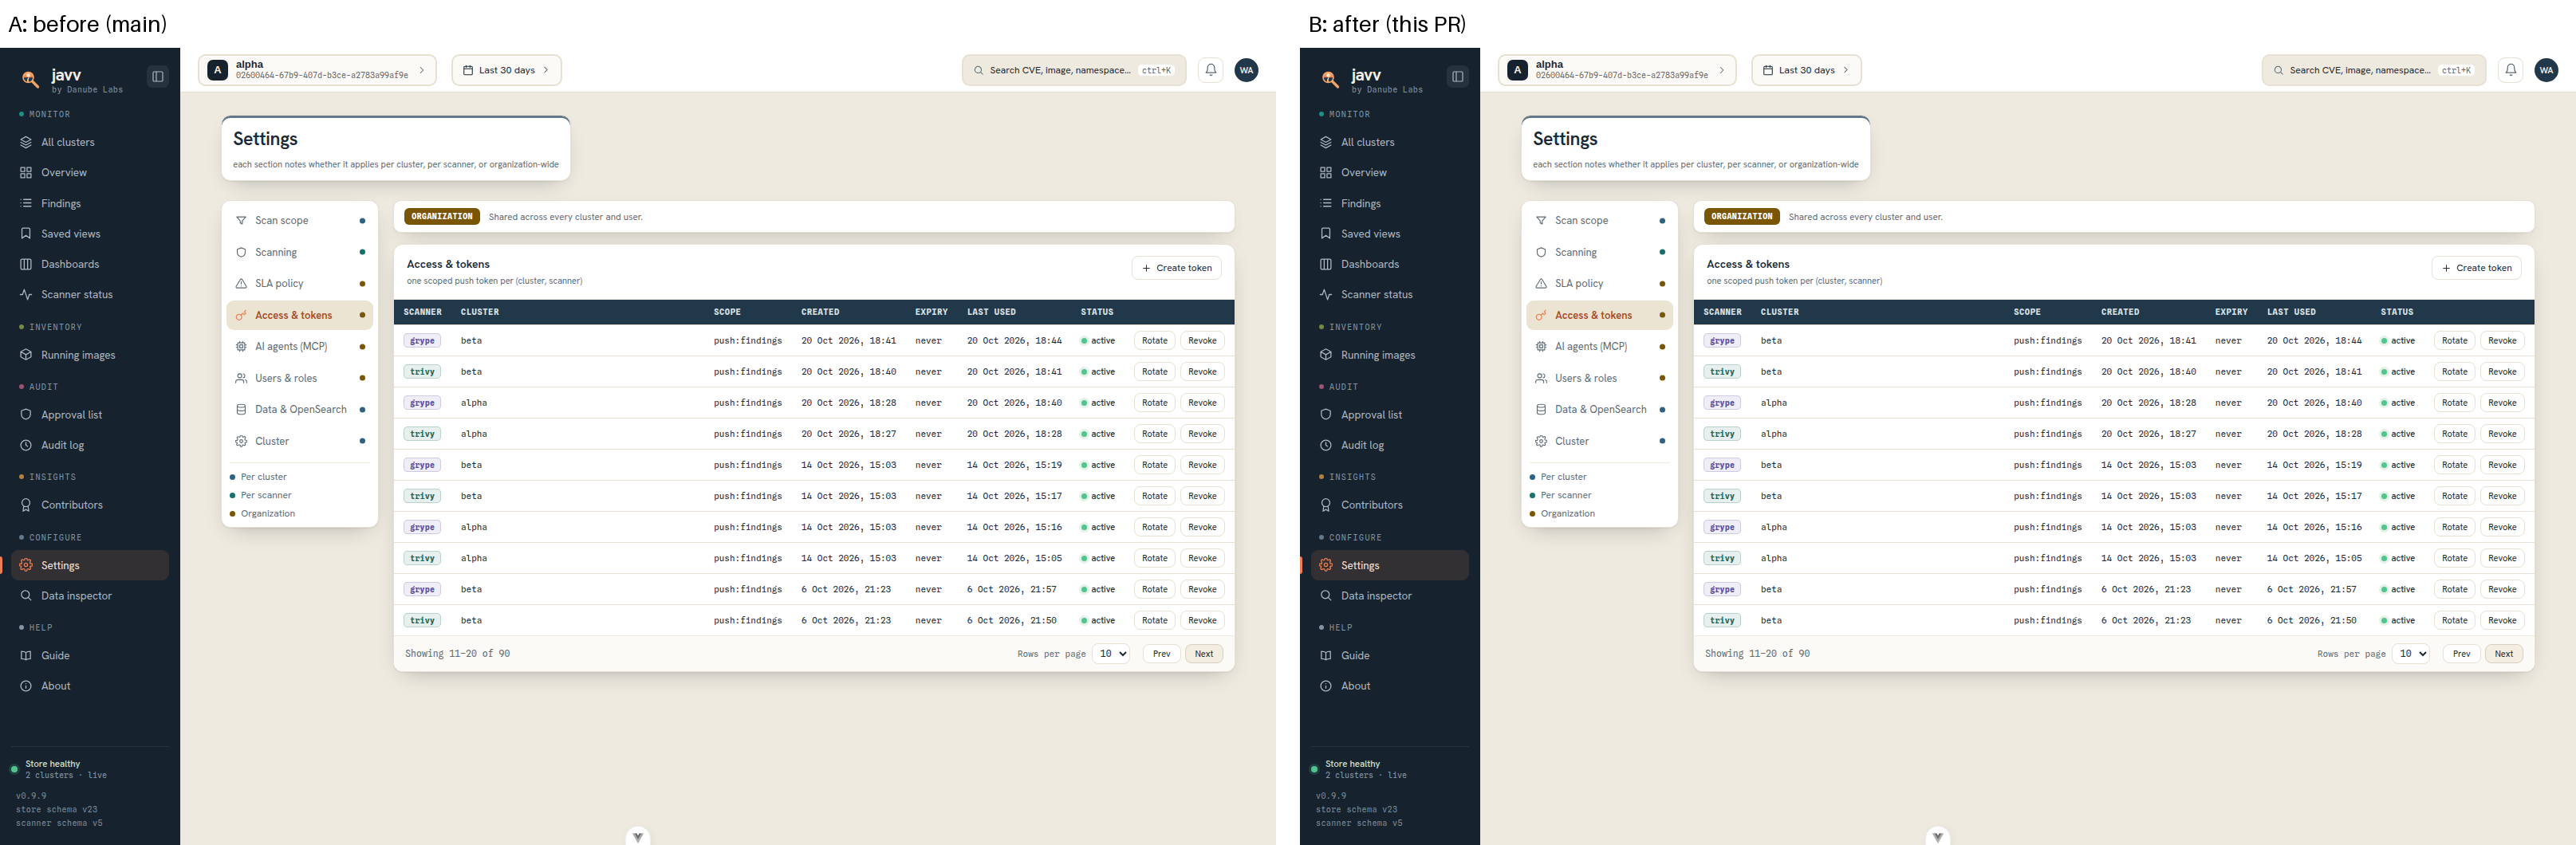 A: before (main)
javv
by Danube Labs
MONITOR
All clusters
Overview
Findings
Saved views
Dashboards
Scanner status
INVENTORY
Running images
AUDIT
Approval list
Audit log
INSIGHTS
Contributors
CONFIGURE
Settings
Data inspector
HELP
Guide
About
Store healthy
2 clusters · live
v0.9.9
store schema v23
scanner schema v5
A alpha
02600464-67b9-407d-b3ce-a2783a99af9e
Last 30 days
Search CVE, image, namespace... ctrl+K
WA
Settings
each section notes whether it applies per cluster, per scanner, or organization-wide
Scan scope
Scanning
SLA policy
Access & tokens
AI agents (MCP)
Users & roles
Data & OpenSearch
Cluster
Per cluster
Per scanner
Organization
ORGANIZATION Shared across every cluster and user.
Access & tokens
one scoped push token per (cluster, scanner)
+ Create token
SCANNER CLUSTER SCOPE CREATED EXPIRY LAST USED STATUS
grype beta push:findings 20 Oct 2026, 18:41 never 20 Oct 2026, 18:44 active Rotate Revoke
trivy beta push:findings 20 Oct 2026, 18:40 never 20 Oct 2026, 18:41 active Rotate Revoke
grype alpha push:findings 20 Oct 2026, 18:28 never 20 Oct 2026, 18:40 active Rotate Revoke
trivy alpha push:findings 20 Oct 2026, 18:27 never 20 Oct 2026, 18:28 active Rotate Revoke
grype beta push:findings 14 Oct 2026, 15:03 never 14 Oct 2026, 15:19 active Rotate Revoke
trivy beta push:findings 14 Oct 2026, 15:03 never 14 Oct 2026, 15:17 active Rotate Revoke
grype alpha push:findings 14 Oct 2026, 15:03 never 14 Oct 2026, 15:16 active Rotate Revoke
trivy alpha push:findings 14 Oct 2026, 15:03 never 14 Oct 2026, 15:05 active Rotate Revoke
grype beta push:findings 6 Oct 2026, 21:23 never 6 Oct 2026, 21:57 active Rotate Revoke
trivy beta push:findings 6 Oct 2026, 21:23 never 6 Oct 2026, 21:50 active Rotate Revoke
Showing 11–20 of 90 Rows per page 10 Prev Next
B: after (this PR)
javv
by Danube Labs
MONITOR
All clusters
Overview
Findings
Saved views
Dashboards
Scanner status
INVENTORY
Running images
AUDIT
Approval list
Audit log
INSIGHTS
Contributors
CONFIGURE
Settings
Data inspector
HELP
Guide
About
Store healthy
2 clusters · live
v0.9.9
store schema v23
scanner schema v5
A alpha
02600464-67b9-407d-b3ce-a2783a99af9e
Last 30 days
Search CVE, image, namespace... ctrl+K
WA
Settings
each section notes whether it applies per cluster, per scanner, or organization-wide
Scan scope
Scanning
SLA policy
Access & tokens
AI agents (MCP)
Users & roles
Data & OpenSearch
Cluster
Per cluster
Per scanner
Organization
ORGANIZATION Shared across every cluster and user.
Access & tokens
one scoped push token per (cluster, scanner)
+ Create token
SCANNER CLUSTER SCOPE CREATED EXPIRY LAST USED STATUS
grype beta push:findings 20 Oct 2026, 18:41 never 20 Oct 2026, 18:44 active Rotate Revoke
trivy beta push:findings 20 Oct 2026, 18:40 never 20 Oct 2026, 18:41 active Rotate Revoke
grype alpha push:findings 20 Oct 2026, 18:28 never 20 Oct 2026, 18:40 active Rotate Revoke
trivy alpha push:findings 20 Oct 2026, 18:27 never 20 Oct 2026, 18:28 active Rotate Revoke
grype beta push:findings 14 Oct 2026, 15:03 never 14 Oct 2026, 15:19 active Rotate Revoke
trivy beta push:findings 14 Oct 2026, 15:03 never 14 Oct 2026, 15:17 active Rotate Revoke
grype alpha push:findings 14 Oct 2026, 15:03 never 14 Oct 2026, 15:16 active Rotate Revoke
trivy alpha push:findings 14 Oct 2026, 15:03 never 14 Oct 2026, 15:05 active Rotate Revoke
grype beta push:findings 6 Oct 2026, 21:23 never 6 Oct 2026, 21:57 active Rotate Revoke
trivy beta push:findings 6 Oct 2026, 21:23 never 6 Oct 2026, 21:50 active Rotate Revoke
Showing 11–20 of 90 Rows per page 10 Prev Next